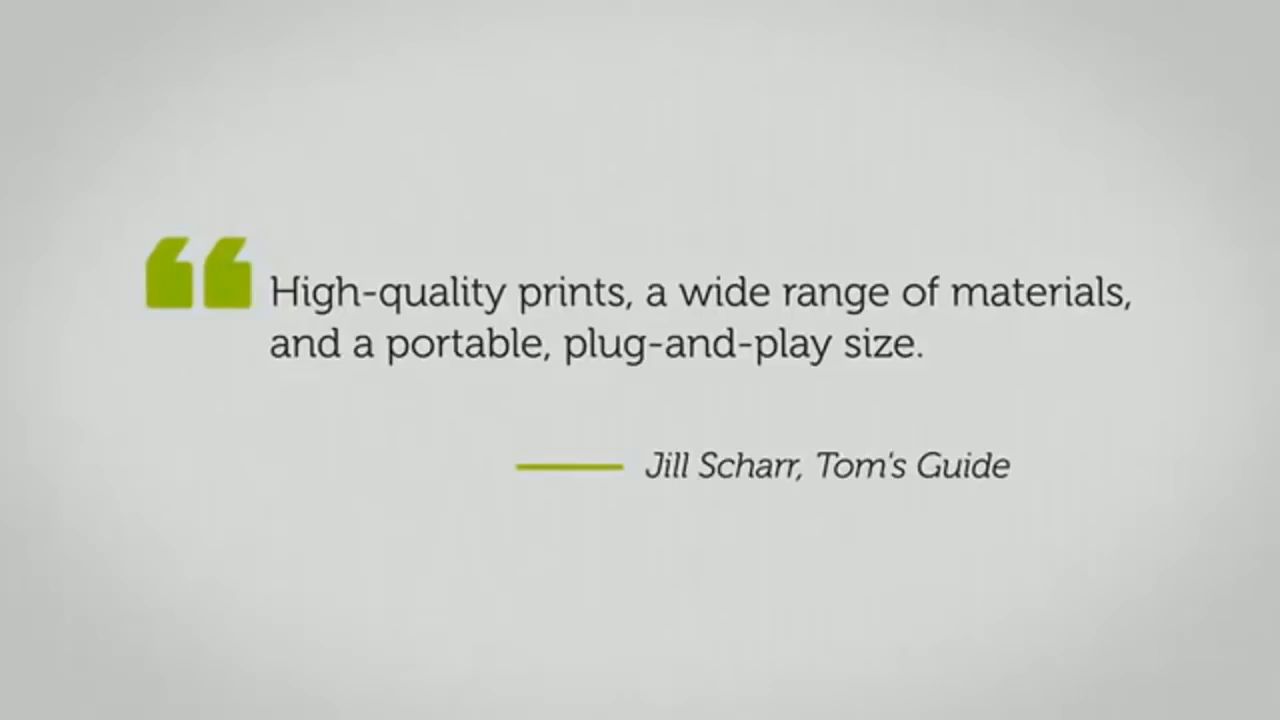 “High-quality prints, a wide range of materials,
and a portable, plug-and-play size.
— Jill Scharr, Tom's Guide